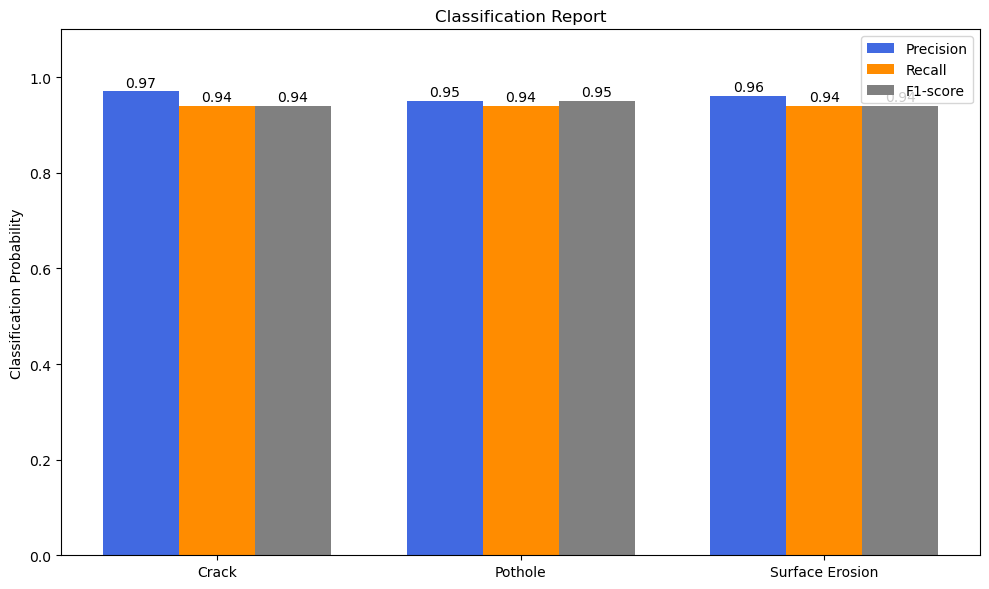 Classification Report
Precision
Recall
F1-score
0.97
0.94
0.94
0.95
0.94
0.95
0.96
0.94
0.94
1.0
0.8
0.6
0.4
0.2
0.0
Classification Probability
Crack
Pothole
Surface Erosion